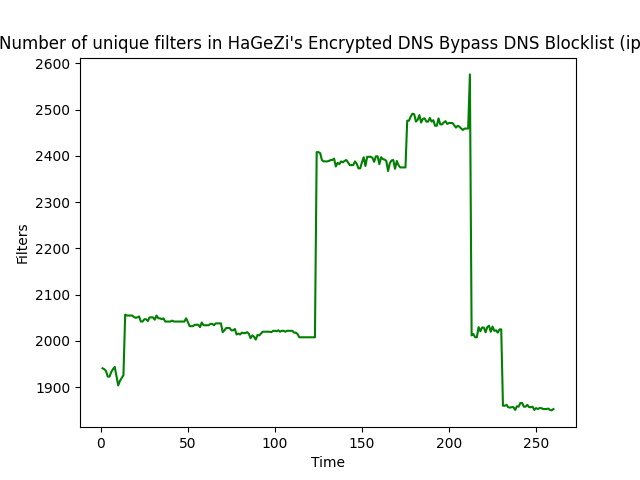 Number of unique filters in HaGeZi's Encrypted DNS Bypass DNS Blocklist (ip
2600
2500
2400
2300
2200
2100
2000
1900
Filters
0 50 100 150 200 250
Time